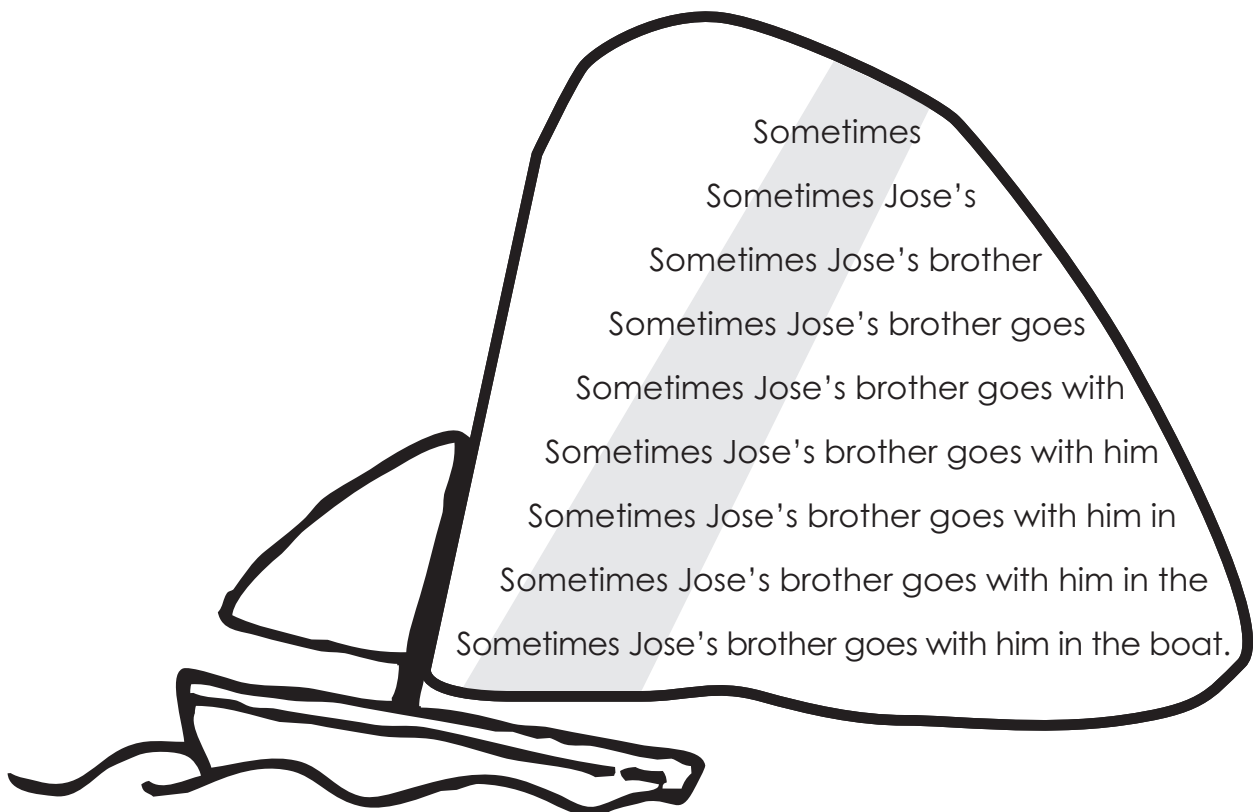 Sometimes
Sometimes Jose’s
Sometimes Jose’s brother
Sometimes Jose’s brother goes
Sometimes Jose’s brother goes with
Sometimes Jose’s brother goes with him
Sometimes Jose’s brother goes with him in
Sometimes Jose’s brother goes with him in the
Sometimes Jose’s brother goes with him in the boat.